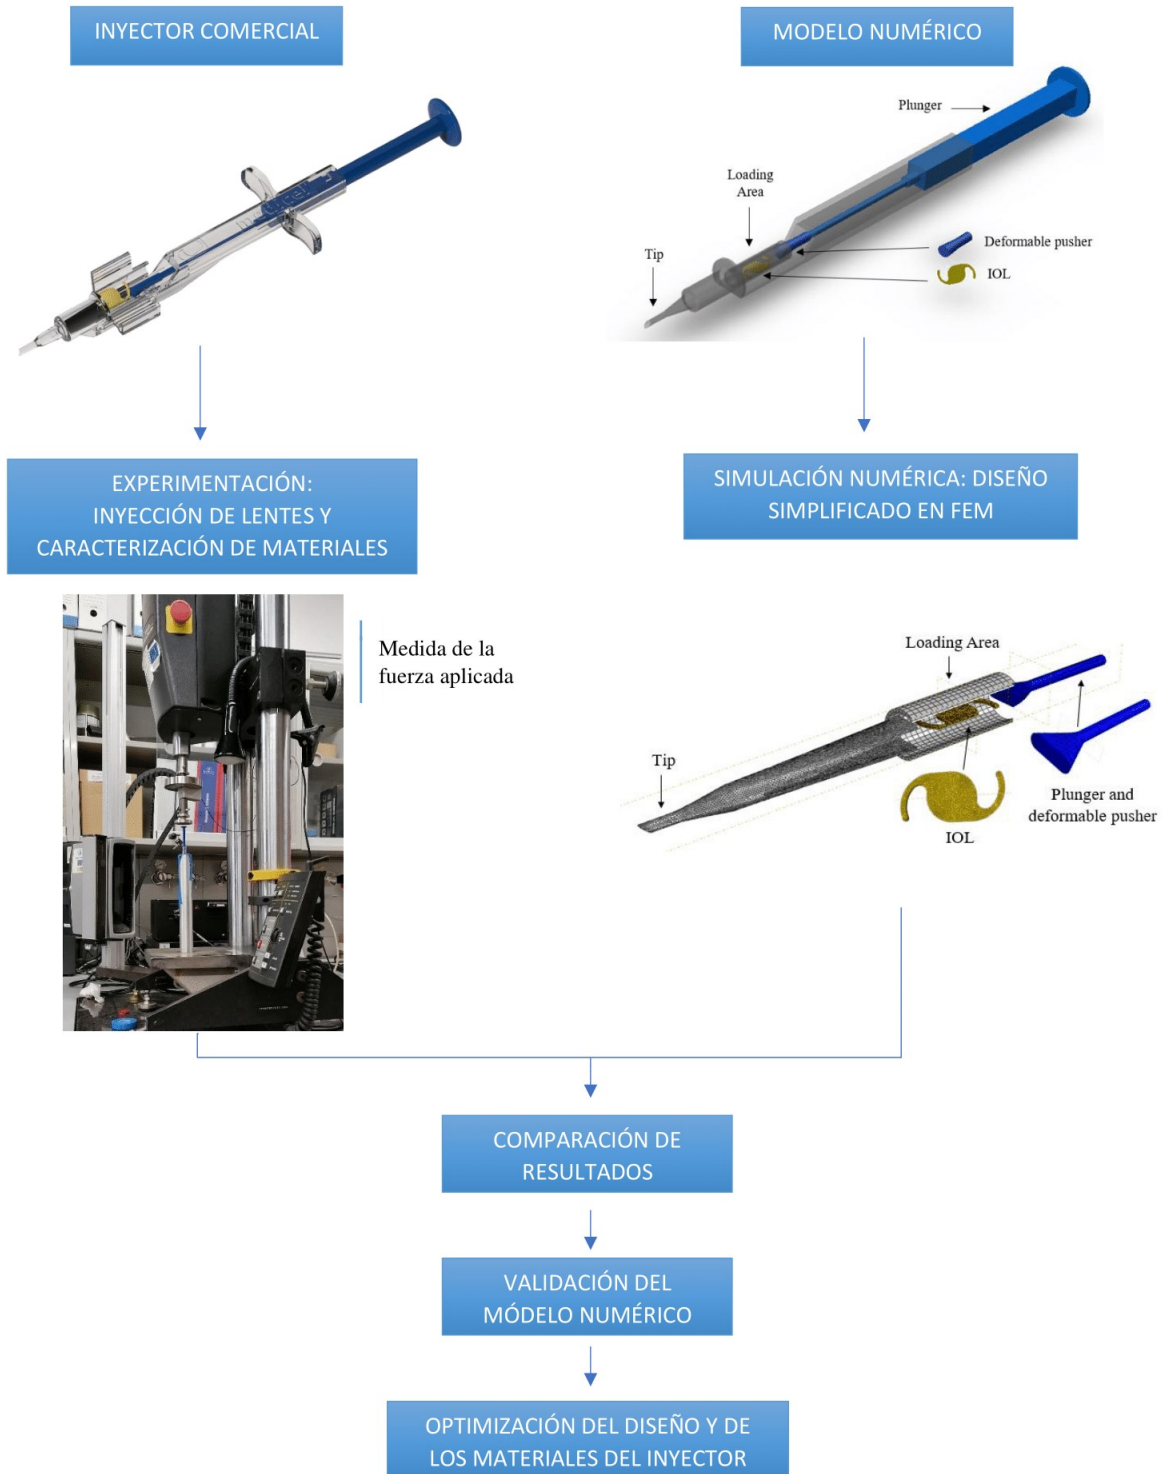 INYECTOR COMERCIAL
MODELO NUMÉRICO
Plunger
Loading
Area
Tip
Deformable pusher
IOL
EXPERIMENTACIÓN:
INYECCIÓN DE LENTES Y
CARACTERIZACIÓN DE MATERIALES
SIMULACIÓN NUMÉRICA: DISEÑO
SIMPLIFICADO EN FEM
Medida de la
fuerza aplicada
Loading Area
Tip
Plunger and
deformable pusher
IOL
COMPARACIÓN DE
RESULTADOS
VALIDACIÓN DEL
MÓDELO NUMÉRICO
OPTIMIZACIÓN DEL DISEÑO Y DE
LOS MATERIALES DEL INYECTOR